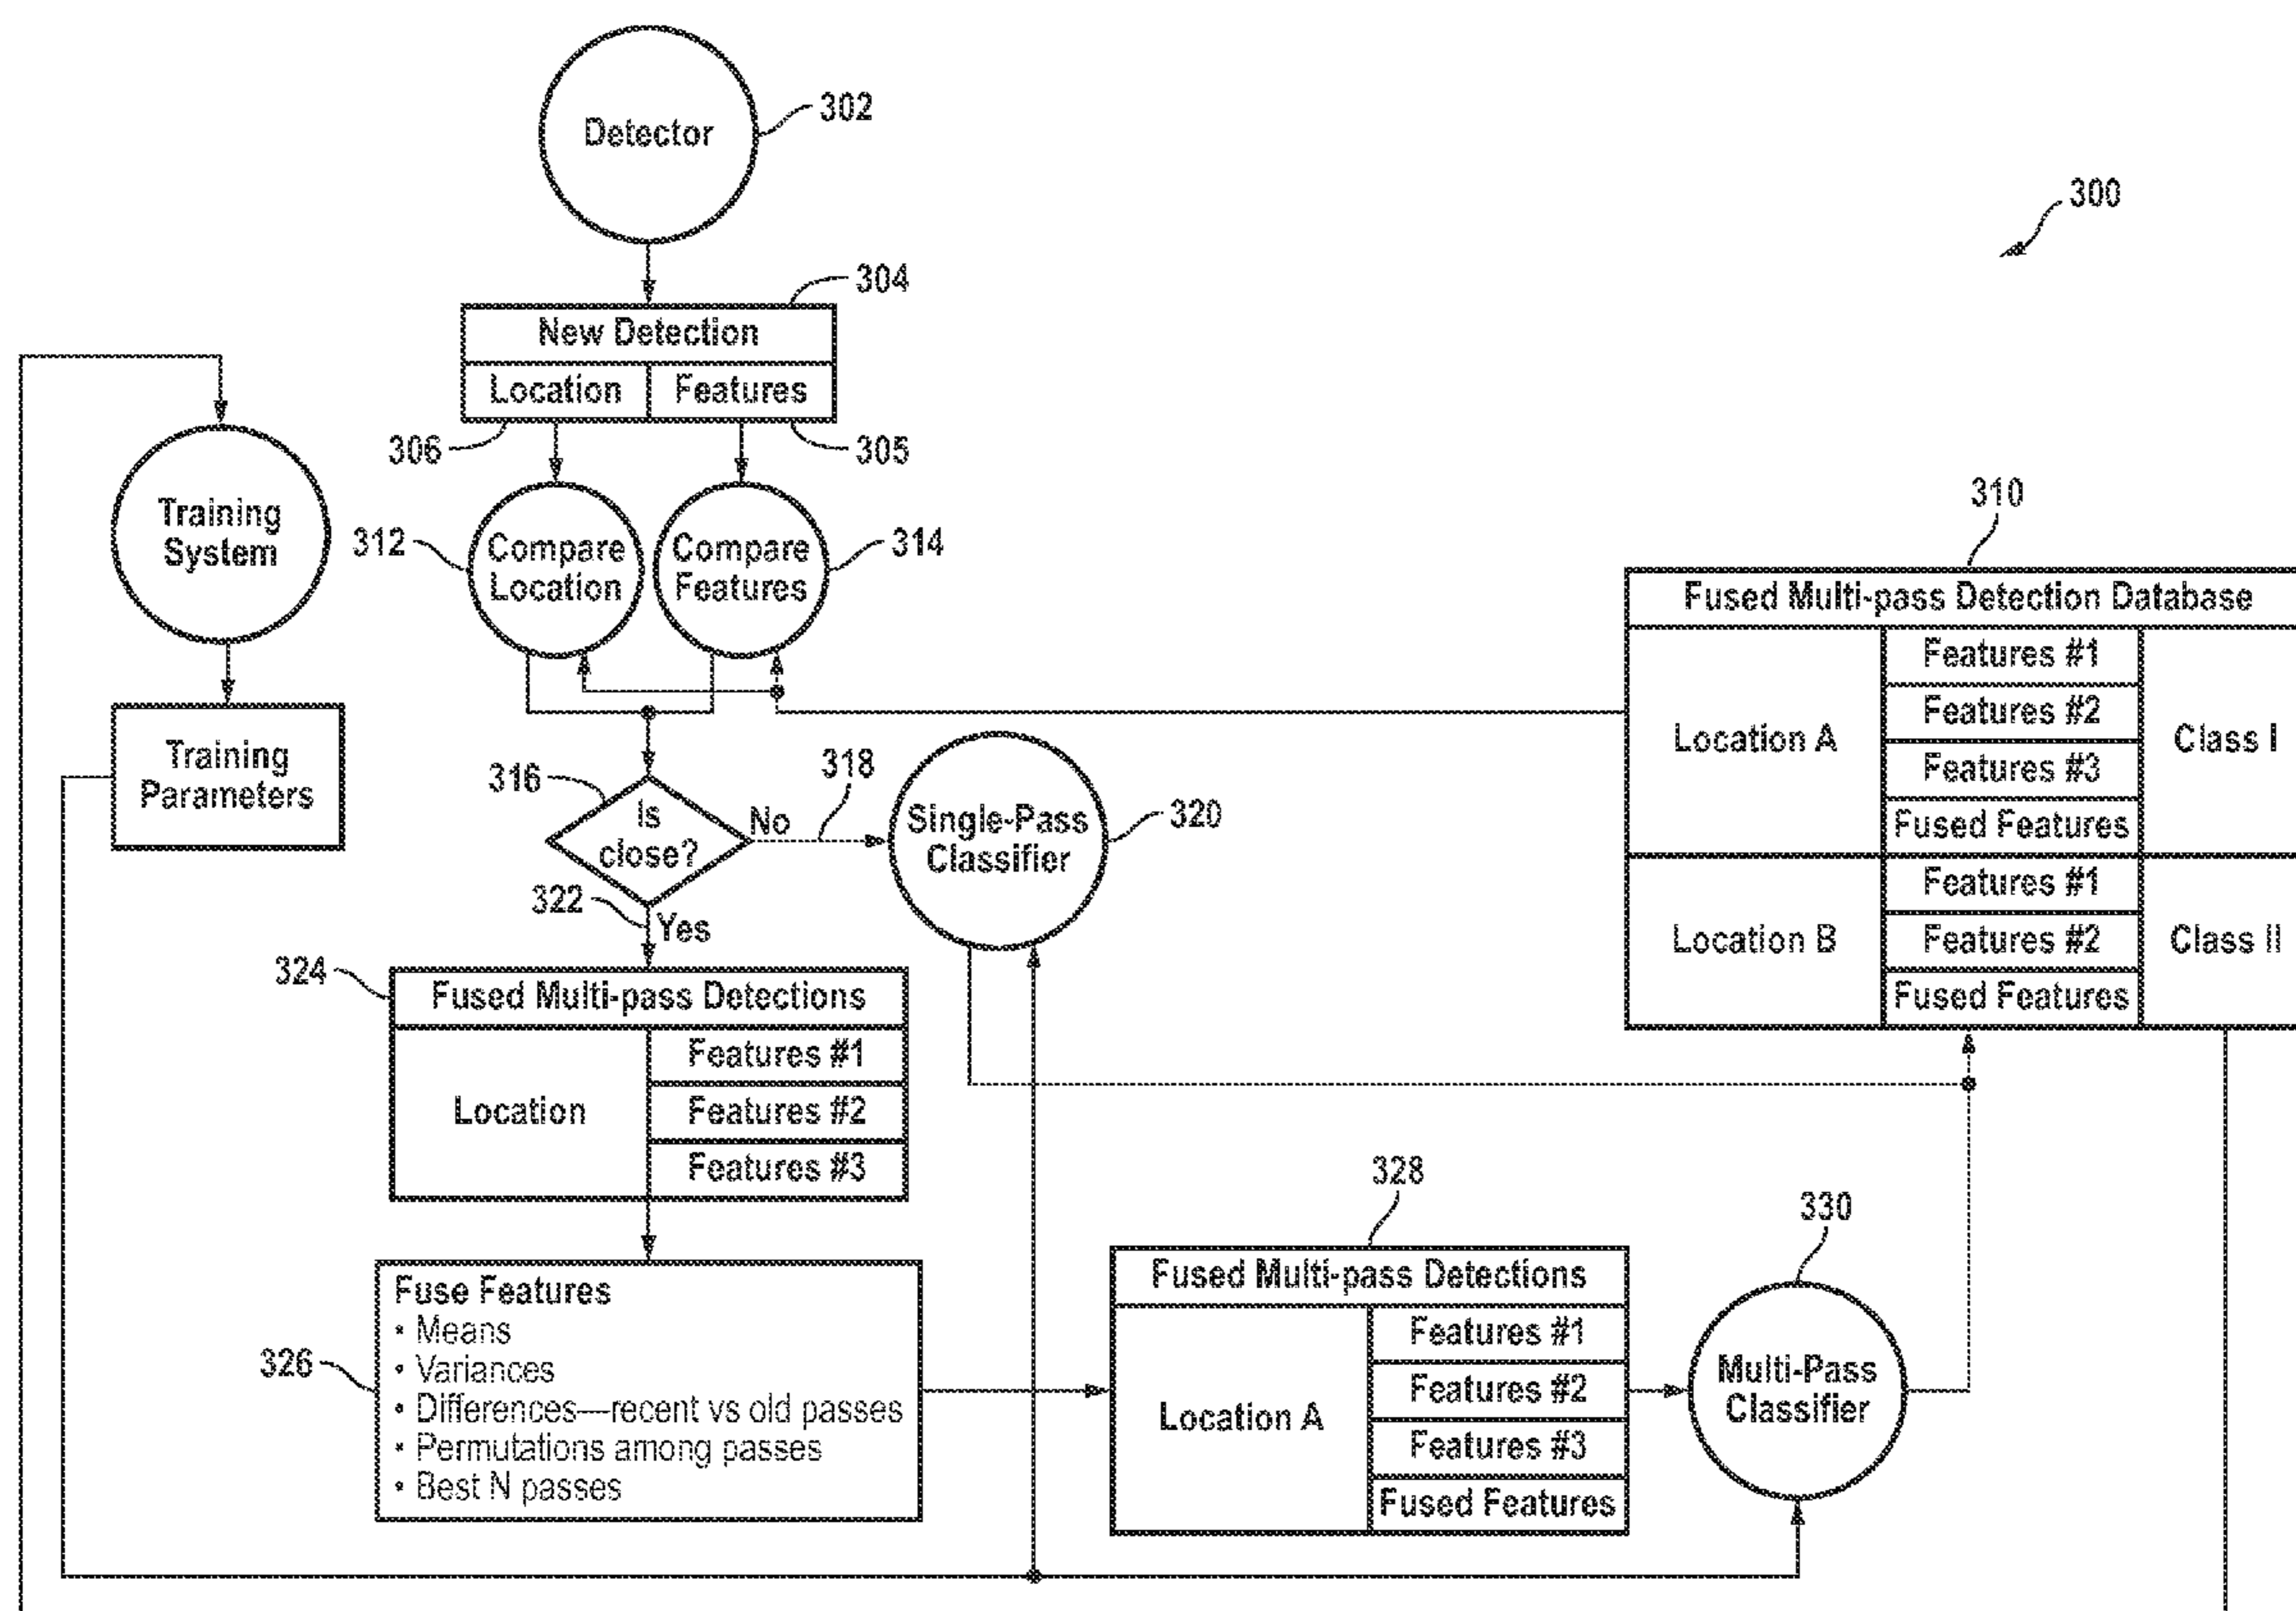 Detector
302
300
304
New Detection
Location
Features
306
305
Training
System
312
Compare
Location
Compare
Features
314
310
Fused Multi-pass Detection Database
Location A
Features #1
Features #2
Features #3
Fused Features
Class I
Location B
Features #1
Features #2
Fused Features
Class II
Training
Parameters
316
Is
close?
No
318
Single-Pass
Classifier
320
322
Yes
324
Fused Multi-pass Detections
Location
Features #1
Features #2
Features #3
326
Fuse Features
• Means
• Variances
• Differences—recent vs old passes
• Permutations among passes
• Best N passes
328
Fused Multi-pass Detections
Location A
Features #1
Features #2
Features #3
Fused Features
330
Multi-Pass
Classifier